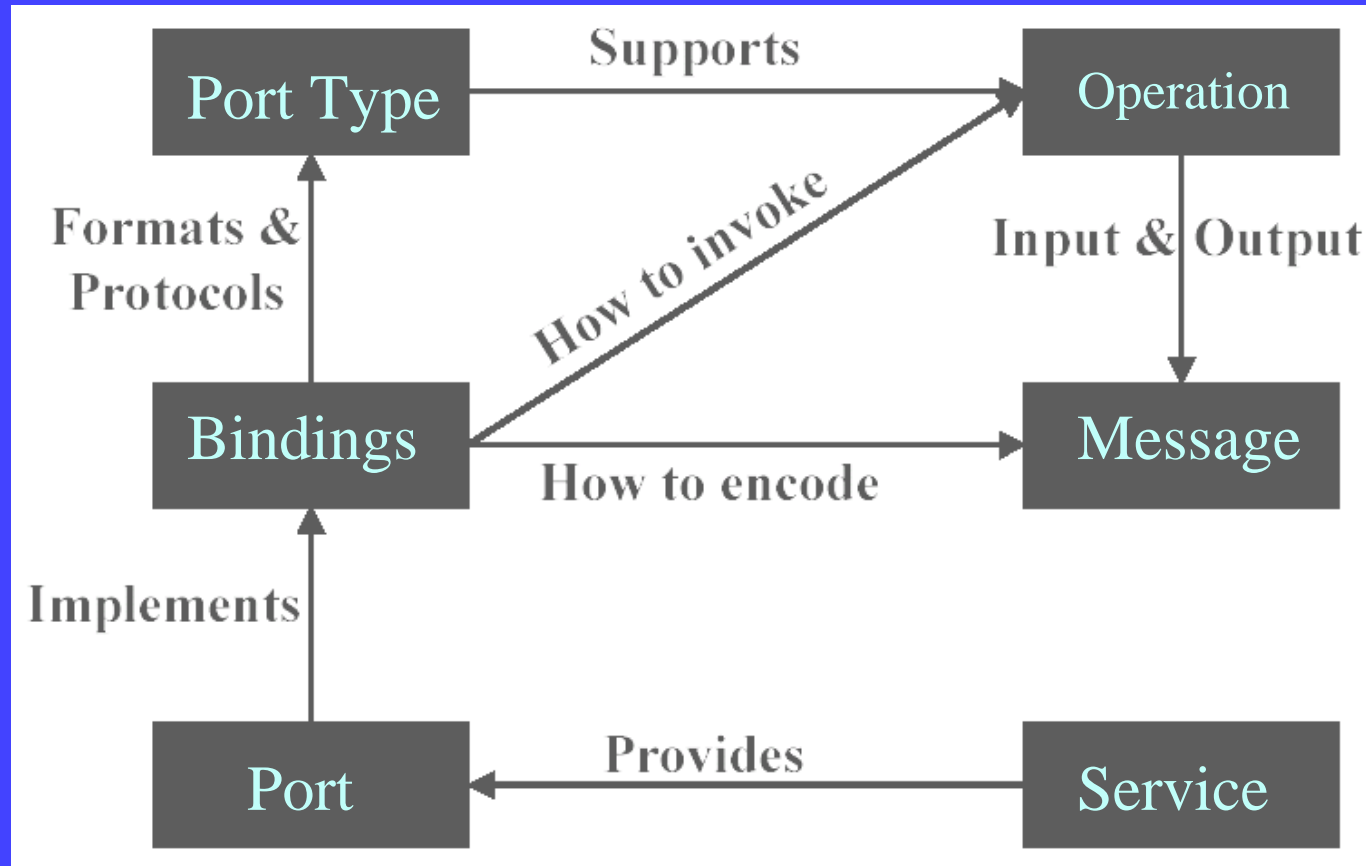 Supports
Port Type
Operation
Formats &
Protocols
How to invoke
Input & Output
Bindings
Message
How to encode
Implements
Provides
Port
Service